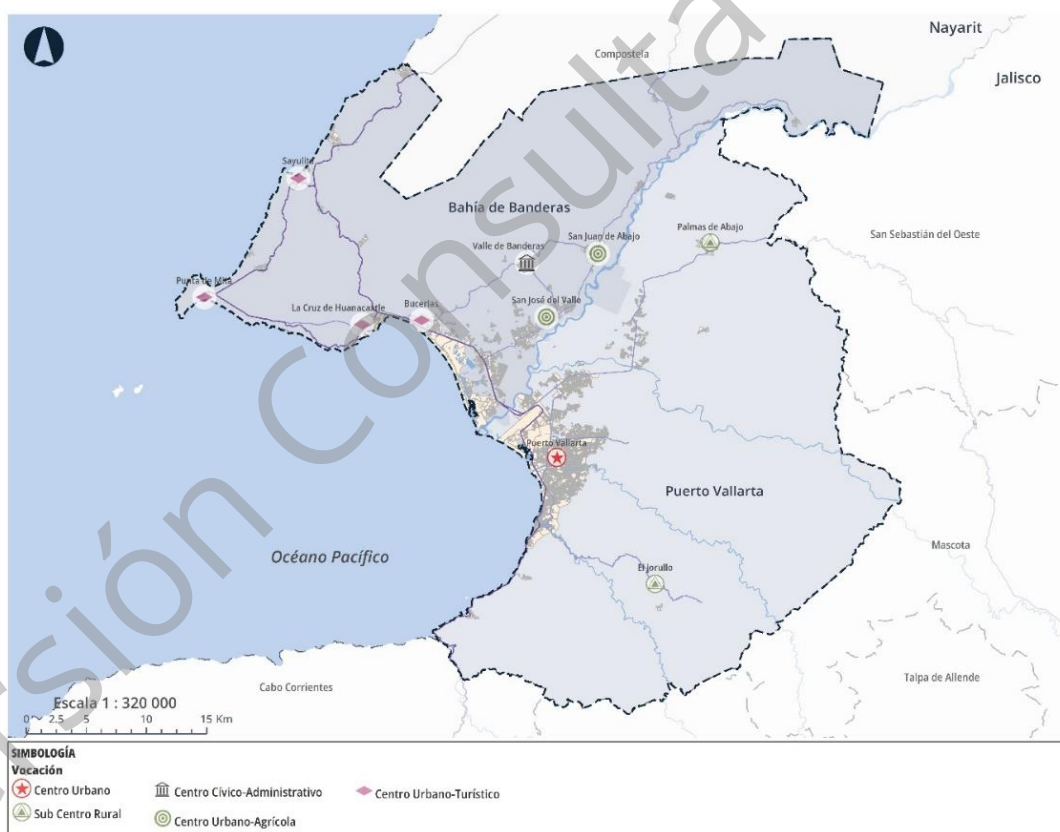 Nayarit
Compostela
Jalisco
Sayulita
Bahía de Banderas
Palmas de Abajo
San Juan de Abajo
San Sebastián del Oeste
Valle de Banderas
Punta de Mita
La Cruz de Huanacaxtle
Bucerías
San José del Valle
Puerto Vallarta
Puerto Vallarta
Océano Pacífico
Mascota
El Jorullo
Talpa de Allende
Cabo Corrientes
Escala 1 : 320 000
0 2.5 5 10 15 Km
SIMBOLOGÍA
Vocación
Centro Urbano
Centro Cívico-Administrativo
Centro Urbano-Turístico
Sub Centro Rural
Centro Urbano-Agrícola
Versión Consulta